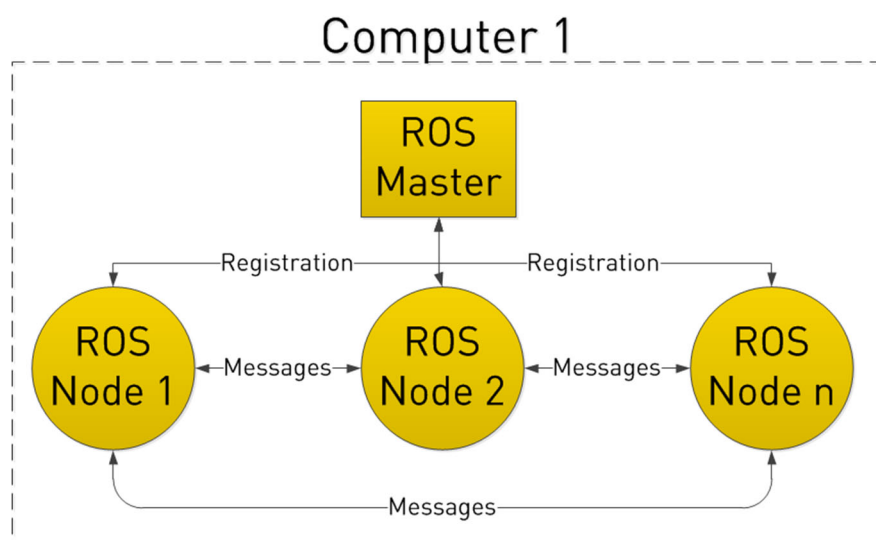 Computer 1
ROS
Master
Registration
Registration
ROS
Node 1
Messages
ROS
Node 2
Messages
ROS
Node n
Messages